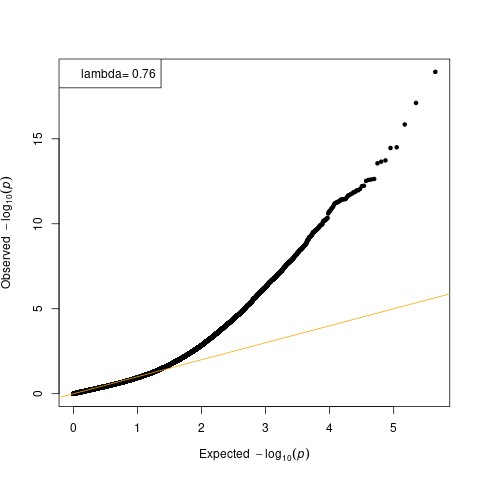 lambda= 0.76
Observed −log10(p)
15
10
5
0
0 1 2 3 4 5
Expected −log10(p)